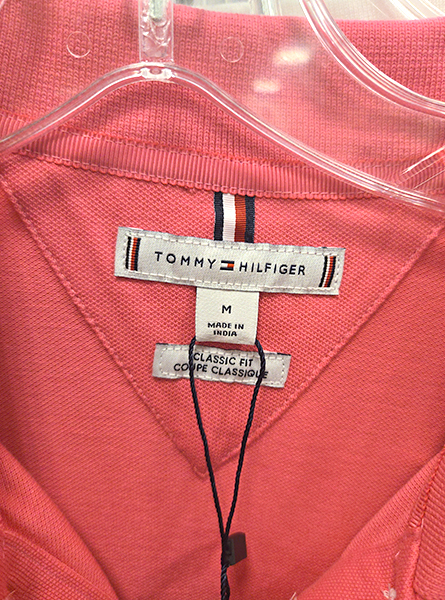 TOMMY HILFIGER
M
MADE IN
INDIA
CLASSIC FIT
COUPE CLASSIQUE